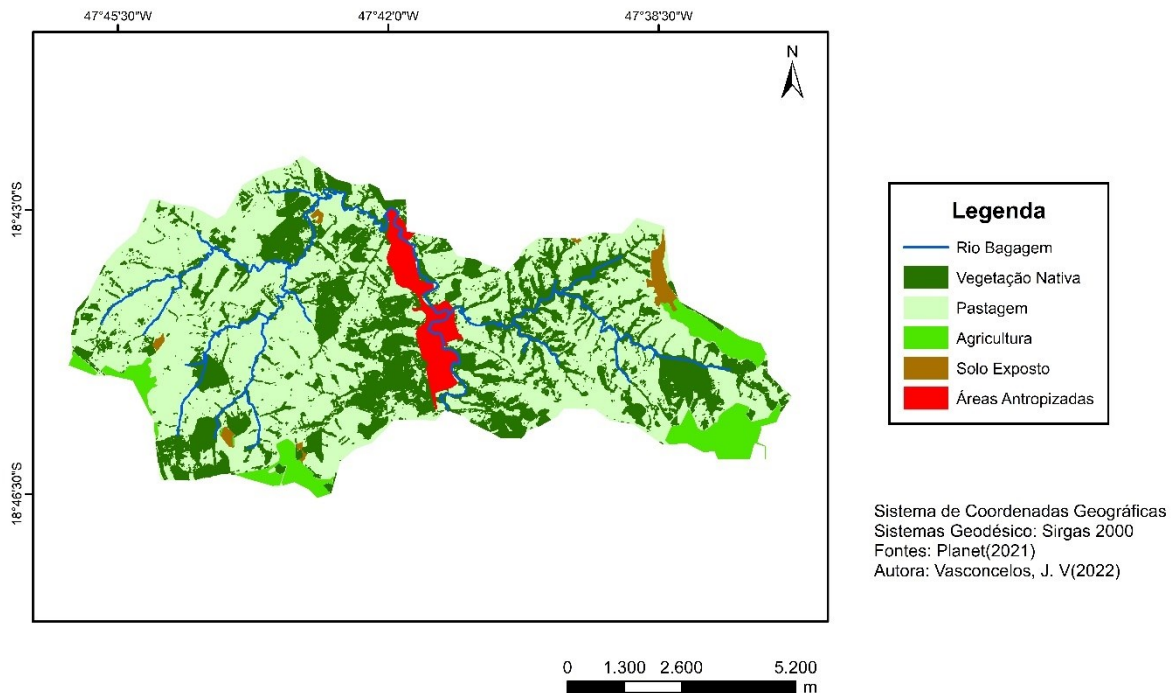 47°45'30"W
47°42'0"W
47°38'30"W
N
18°43'0"S
18°46'30"S
Legenda
Rio Bagagem
Vegetação Nativa
Pastagem
Agricultura
Solo Exposto
Áreas Antropizadas
Sistema de Coordenadas Geográficas
Sistemas Geodésico: Sirgas 2000
Fontes: Planet(2021)
Autora: Vasconcelos, J. V(2022)
0 1.300 2.600 5.200
m